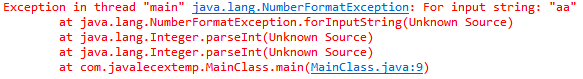 Exception in thread "main" java.lang.NumberFormatException: For input string: "aa"
at java.lang.NumberFormatException.forInputString(Unknown Source)
at java.lang.Integer.parseInt(Unknown Source)
at java.lang.Integer.parseInt(Unknown Source)
at com.javalecextemp.MainClass.main(MainClass.java:9)